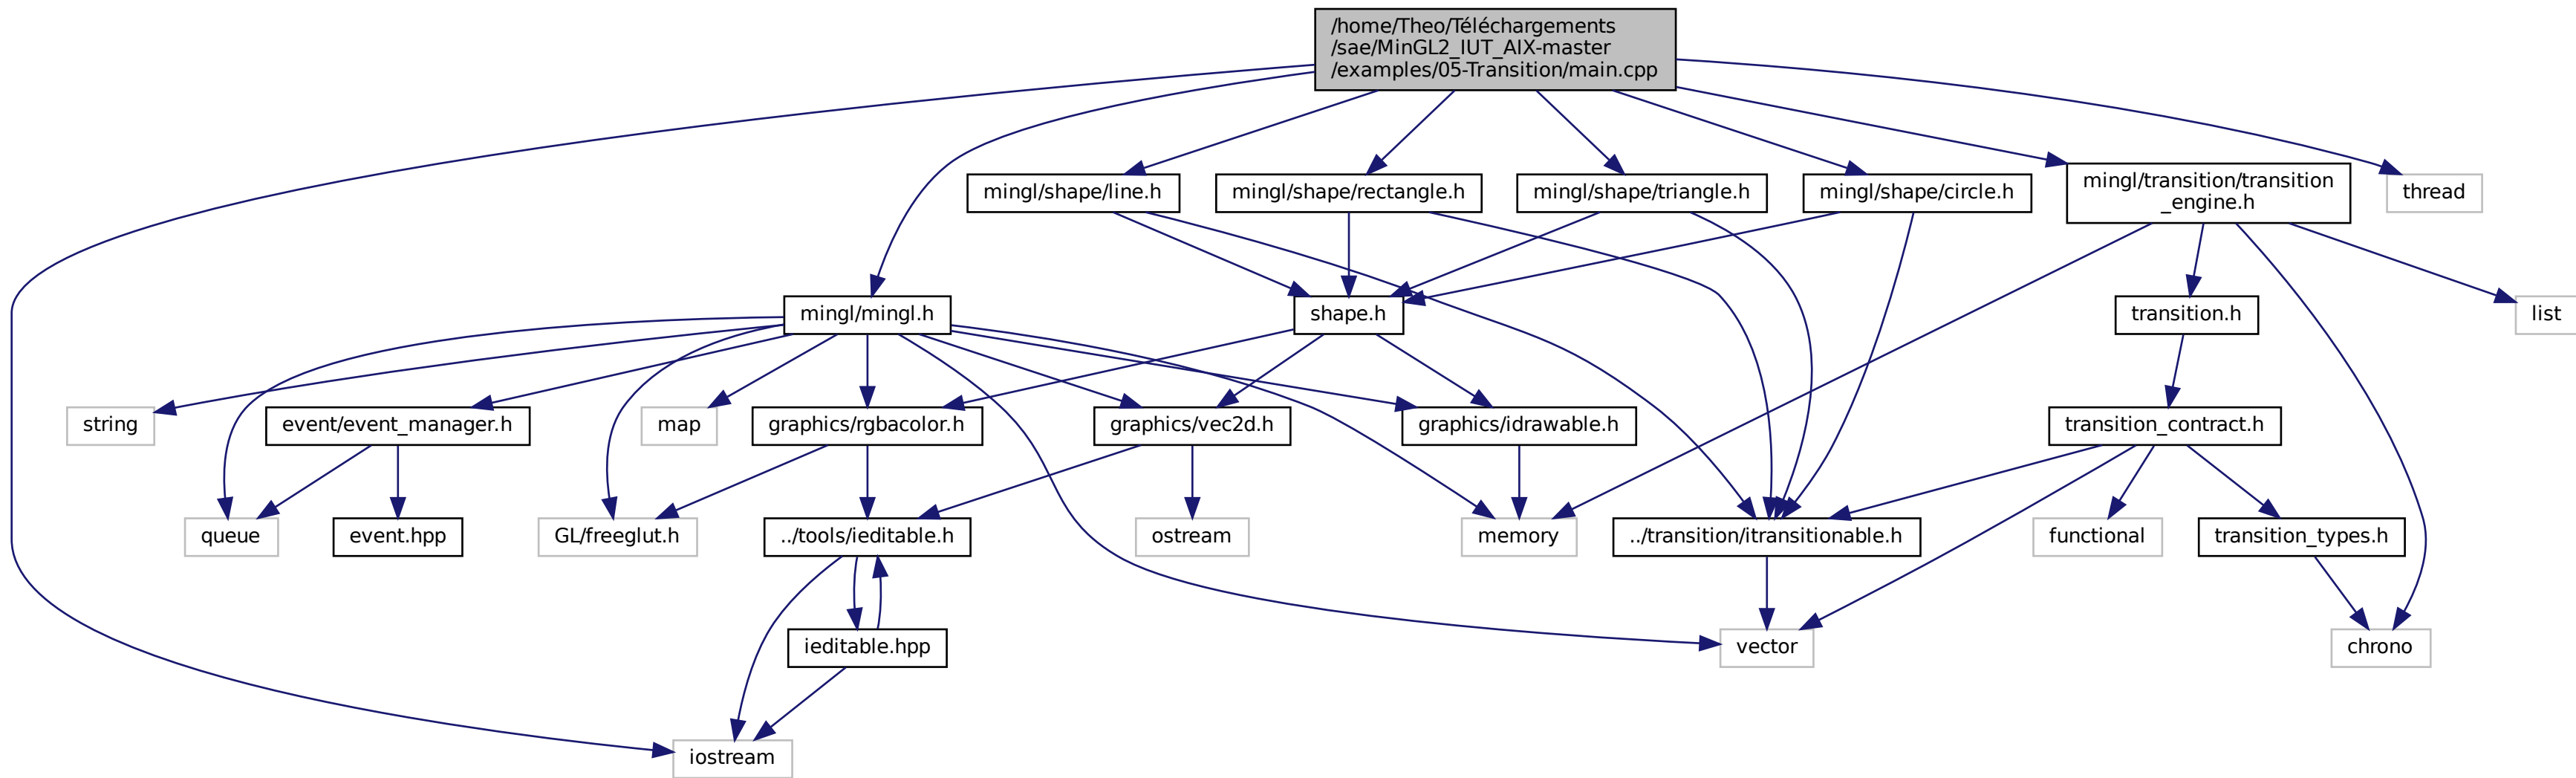 /home/Theo/Téléchargements
/sae/MinGL2_IUT_AIX-master
/examples/05-Transition/main.cpp
mingl/shape/line.h
mingl/shape/rectangle.h
mingl/shape/triangle.h
mingl/shape/circle.h
mingl/transition/transition
_engine.h
thread
mingl/mingl.h
shape.h
transition.h
list
string
event/event_manager.h
map
graphics/rgbacolor.h
graphics/vec2d.h
graphics/idrawable.h
transition_contract.h
queue
event.hpp
GL/freeglut.h
../tools/ieditable.h
ostream
memory
../transition/itransitionable.h
functional
transition_types.h
ieditable.hpp
vector
chrono
iostream